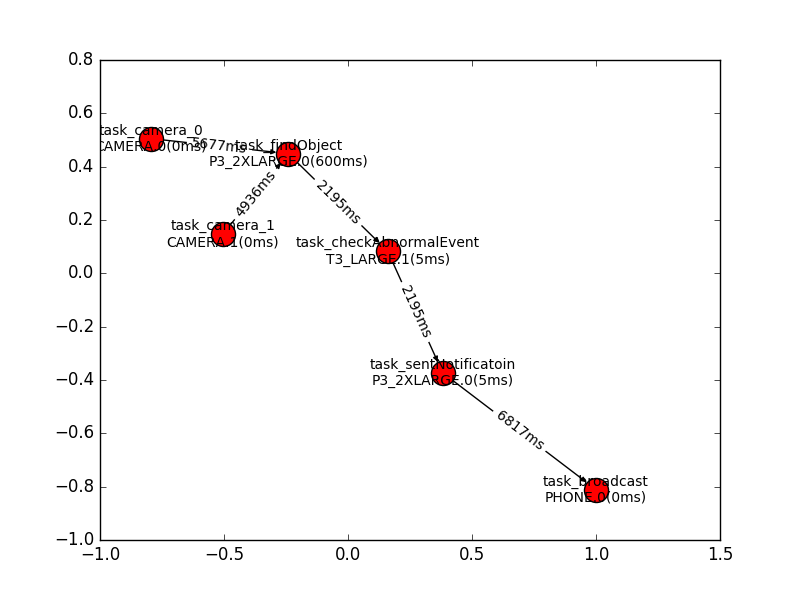 0.8
0.6
0.4
0.2
0.0
−0.2
−0.4
−0.6
−0.8
−1.0
task_camera_0
CAMERA.0(0ms)
5677ms
task_findObject
P3_2XLARGE.0(600ms)
4936ms
2195ms
task_camera_1
CAMERA.1(0ms)
task_checkAbnormalEvent
T3_LARGE.1(5ms)
2195ms
task_sentNotificatoin
P3_2XLARGE.0(5ms)
6817ms
task_broadcast
PHONE.0(0ms)
−1.0 −0.5 0.0 0.5 1.0 1.5